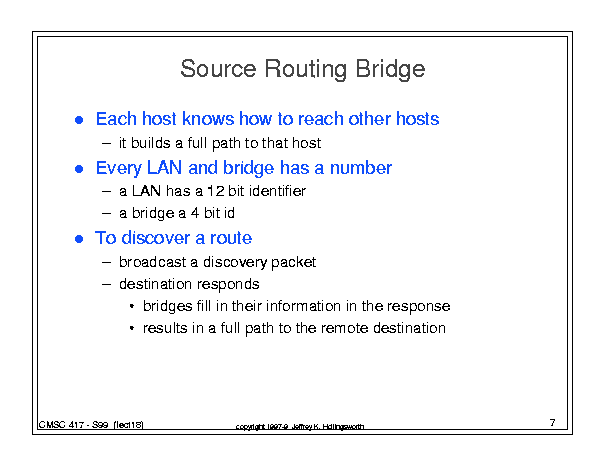 Source Routing Bridge
● Each host knows how to reach other hosts
– it builds a full path to that host
● Every LAN and bridge has a number
– a LAN has a 12 bit identifier
– a bridge a 4 bit id
● To discover a route
– broadcast a discovery packet
– destination responds
• bridges fill in their information in the response
• results in a full path to the remote destination
CMSC 417 - S99 (lect18)
copyright 1997-9 Jeffrey K. Hollingsworth
7